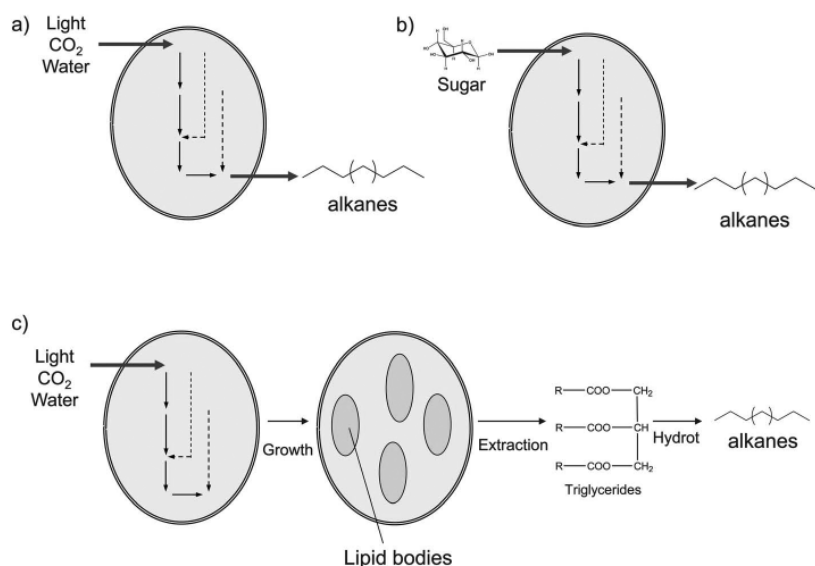 a)
Light
CO2
Water
alkanes
b)
Sugar
alkanes
c)
Light
CO2
Water
Growth
Lipid bodies
Extraction
R—COO—CH2
R—COO—CH
R—COO—CH2
Triglycerides
Hydrot
alkanes